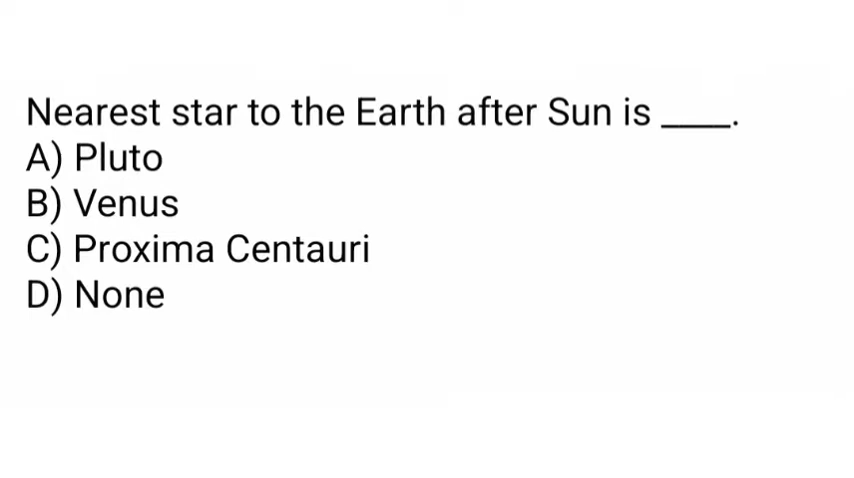 Nearest star to the Earth after Sun is ____.
A) Pluto
B) Venus
C) Proxima Centauri
D) None